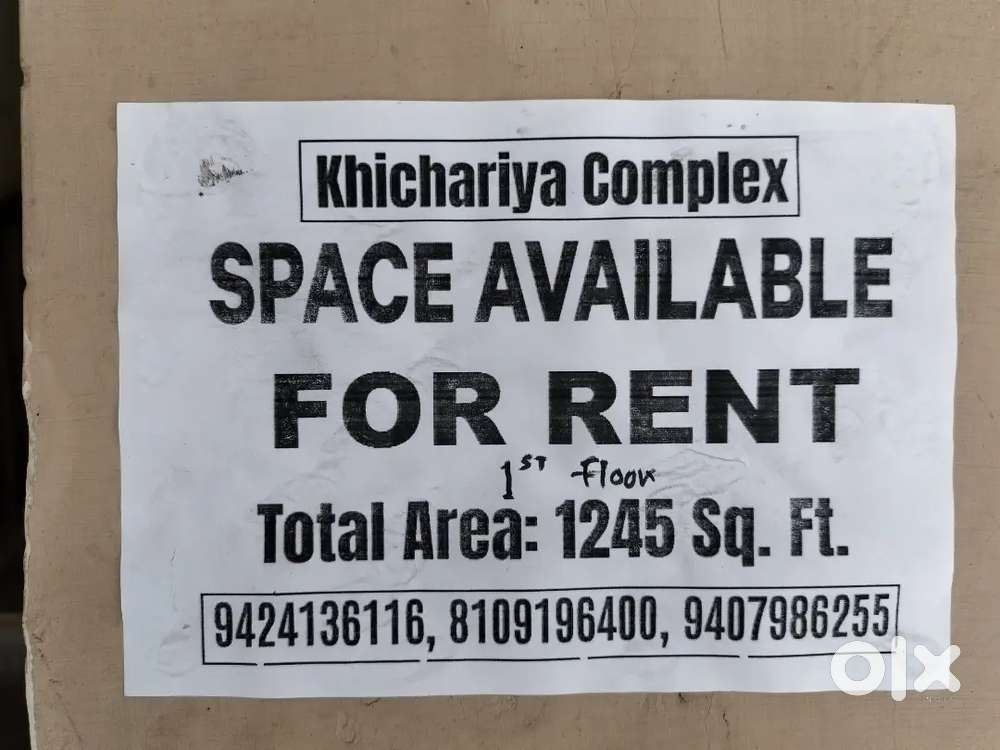 Khichariya Complex
SPACE AVAILABLE
FOR RENT
1ST Floor
Total Area: 1245 Sq. Ft.
9424136116, 8109196400, 9407986255
olx